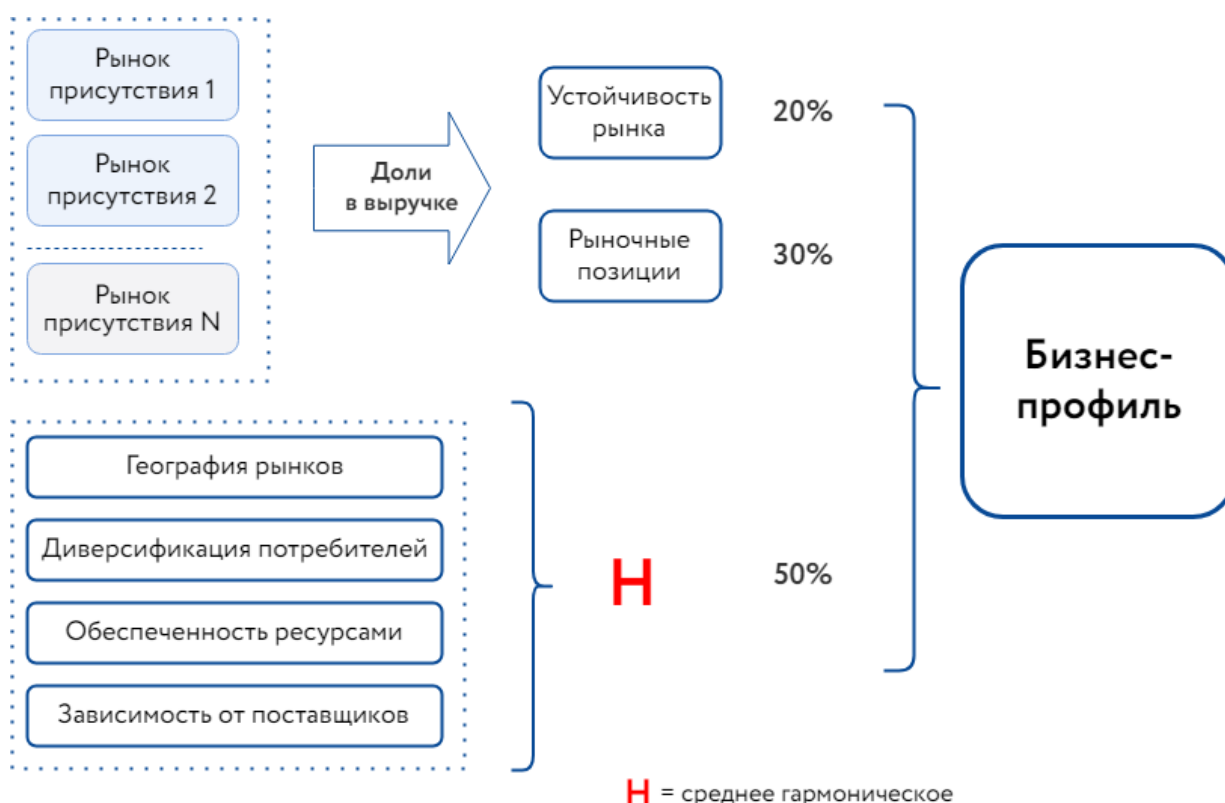 Рынок
присутствия 1
Рынок
присутствия 2
Рынок
присутствия N
Доли
в выручке
Устойчивость
рынка
20%
Рыночные
позиции
30%
География рынков
Диверсификация потребителей
Обеспеченность ресурсами
Зависимость от поставщиков
H
50%
Бизнес-
профиль
H = среднее гармоническое